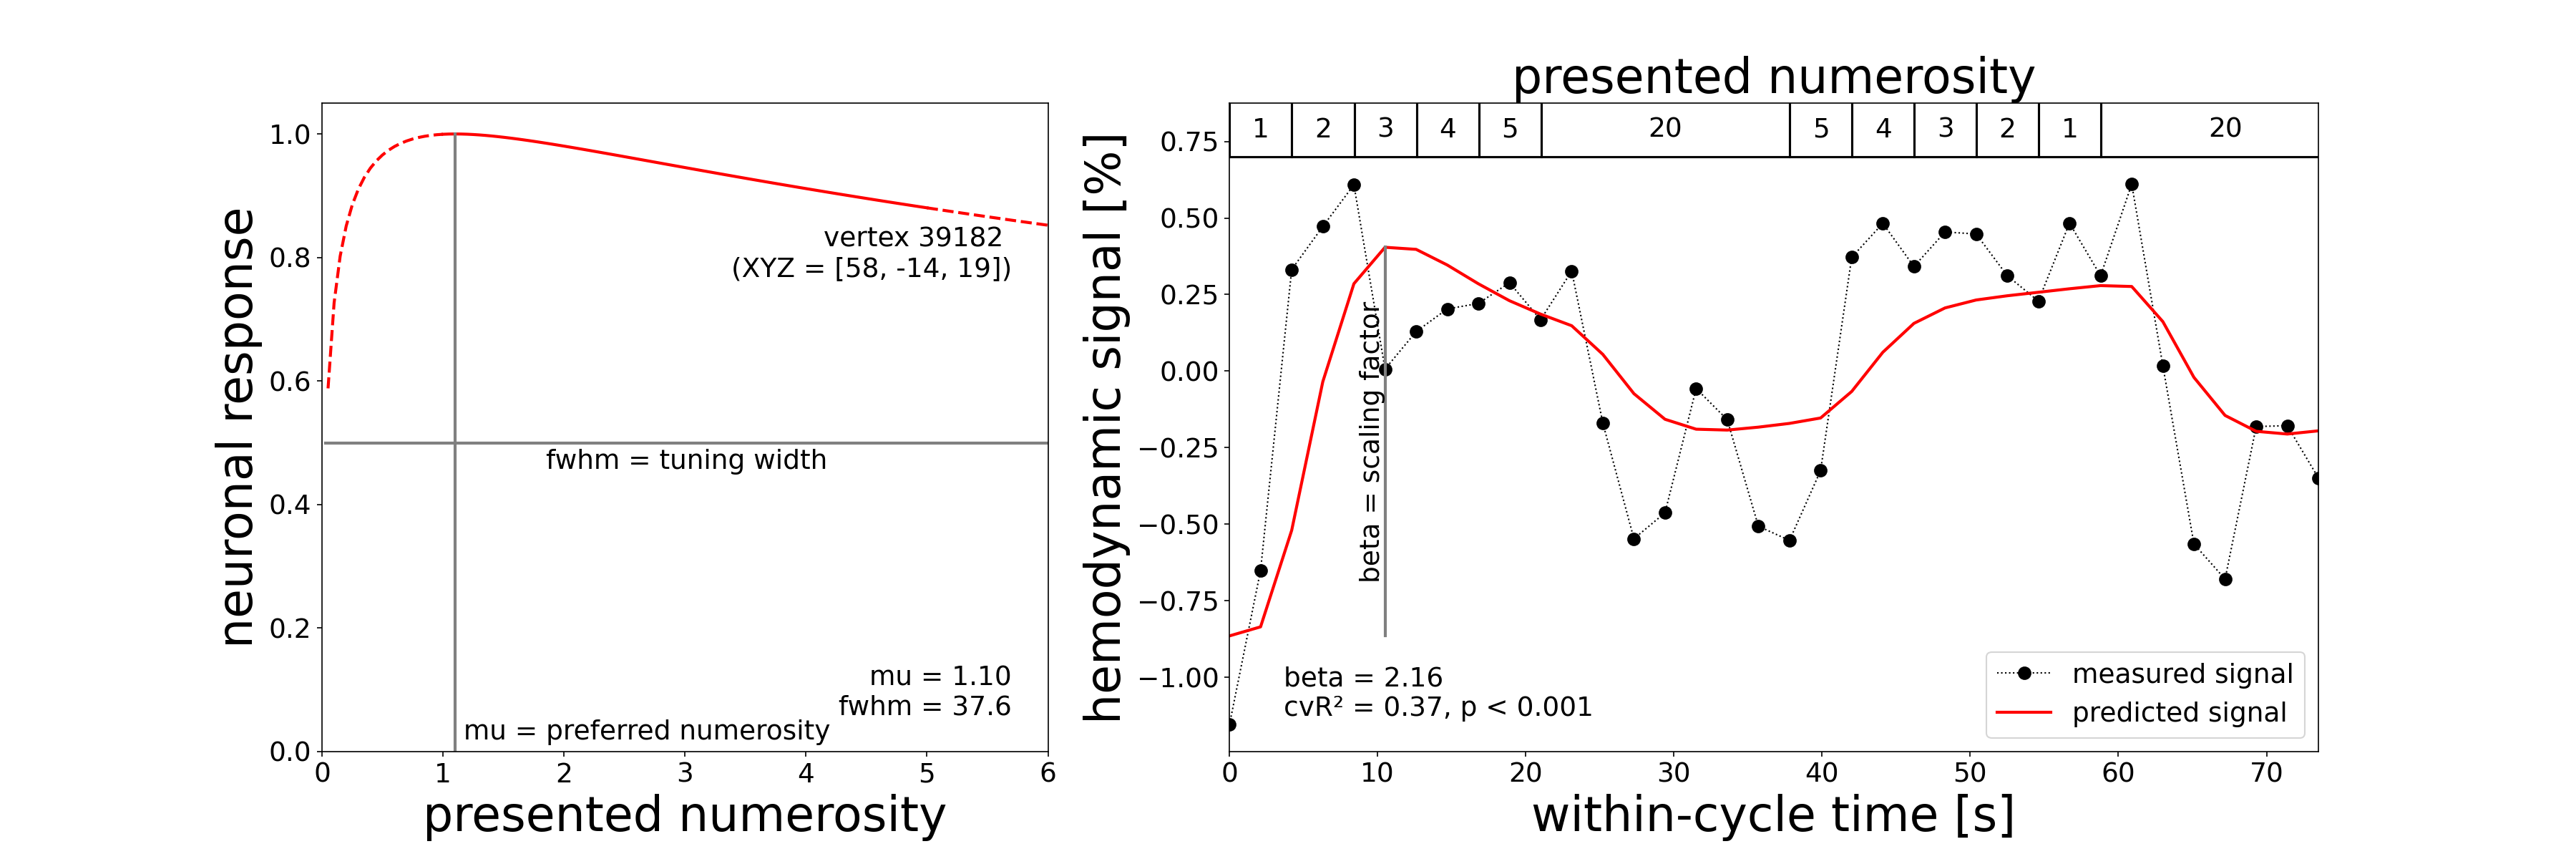 neuronal response
1.0
0.8
0.6
0.4
0.2
0.0
vertex 39182
(XYZ = [58, -14, 19])
fwhm = tuning width
mu = 1.10
fwhm = 37.6
mu = preferred numerosity
0 1 2 3 4 5 6
presented numerosity
presented numerosity
1 2 3 4 5 20 5 4 3 2 1 20
hemodynamic signal [%]
0.75
0.50
0.25
0.00
−0.25
−0.50
−0.75
−1.00
beta = scaling factor
beta = 2.16
cvR² = 0.37, p < 0.001
measured signal
predicted signal
0 10 20 30 40 50 60 70
within-cycle time [s]